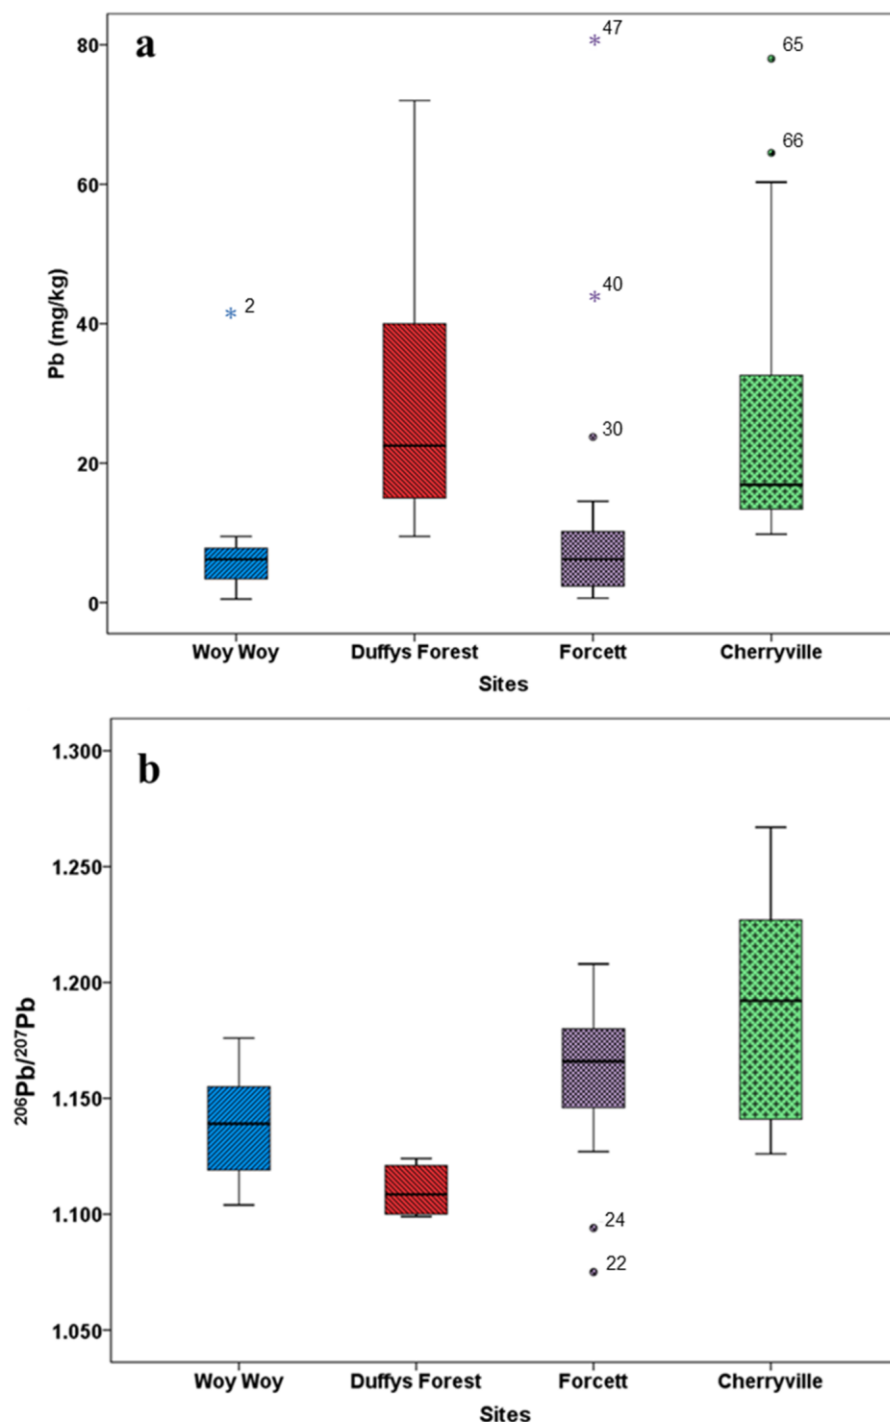 a
80
60
40
20
0
Pb (mg/kg)
47
65
66
40
2
30
Woy Woy Duffys Forest Forcett Cherryville
Sites
b
1.300
1.250
1.200
1.150
1.100
1.050
²⁰⁶Pb/²⁰⁷Pb
24
22
Woy Woy Duffys Forest Forcett Cherryville
Sites